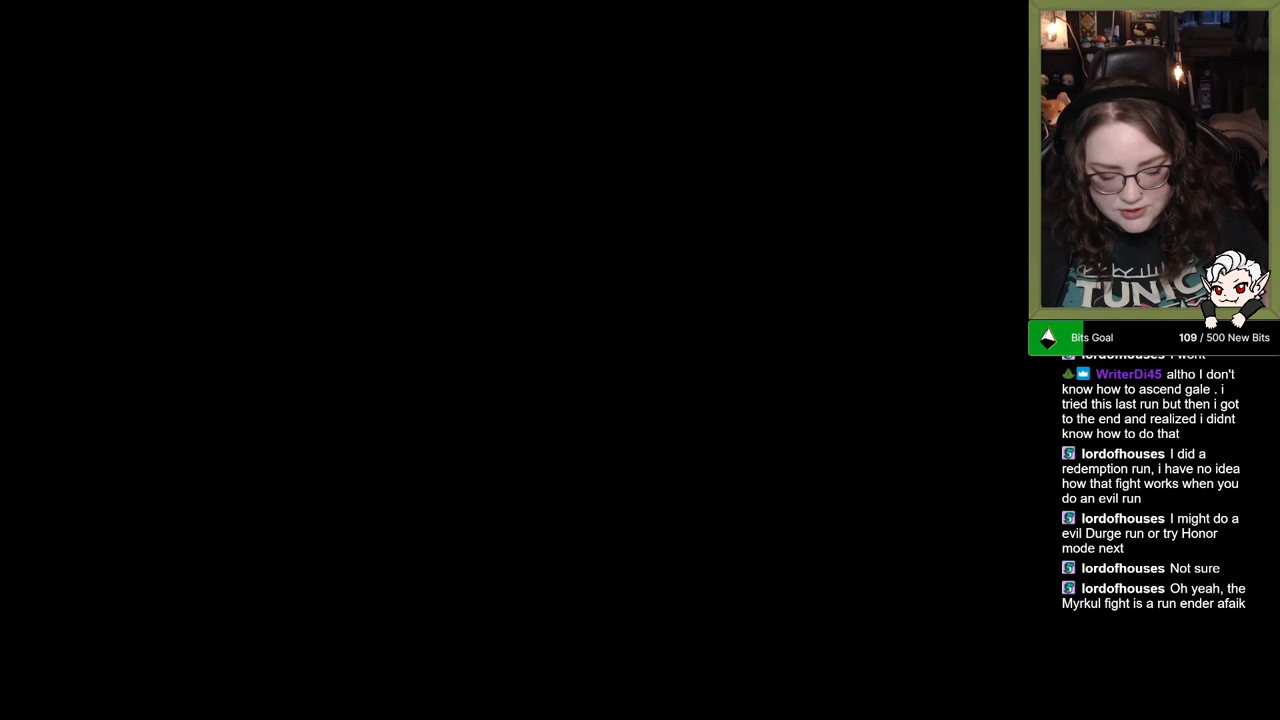 TUNIC
Bits Goal 109 / 500 New Bits
lordofhouses I wont
WriterDi45 altho I don't
know how to ascend gale . i
tried this last run but then i got
to the end and realized i didnt
know how to do that
lordofhouses I did a
redemption run, i have no idea
how that fight works when you
do an evil run
lordofhouses I might do a
evil Durge run or try Honor
mode next
lordofhouses Not sure
lordofhouses Oh yeah, the
Myrkul fight is a run ender afaik